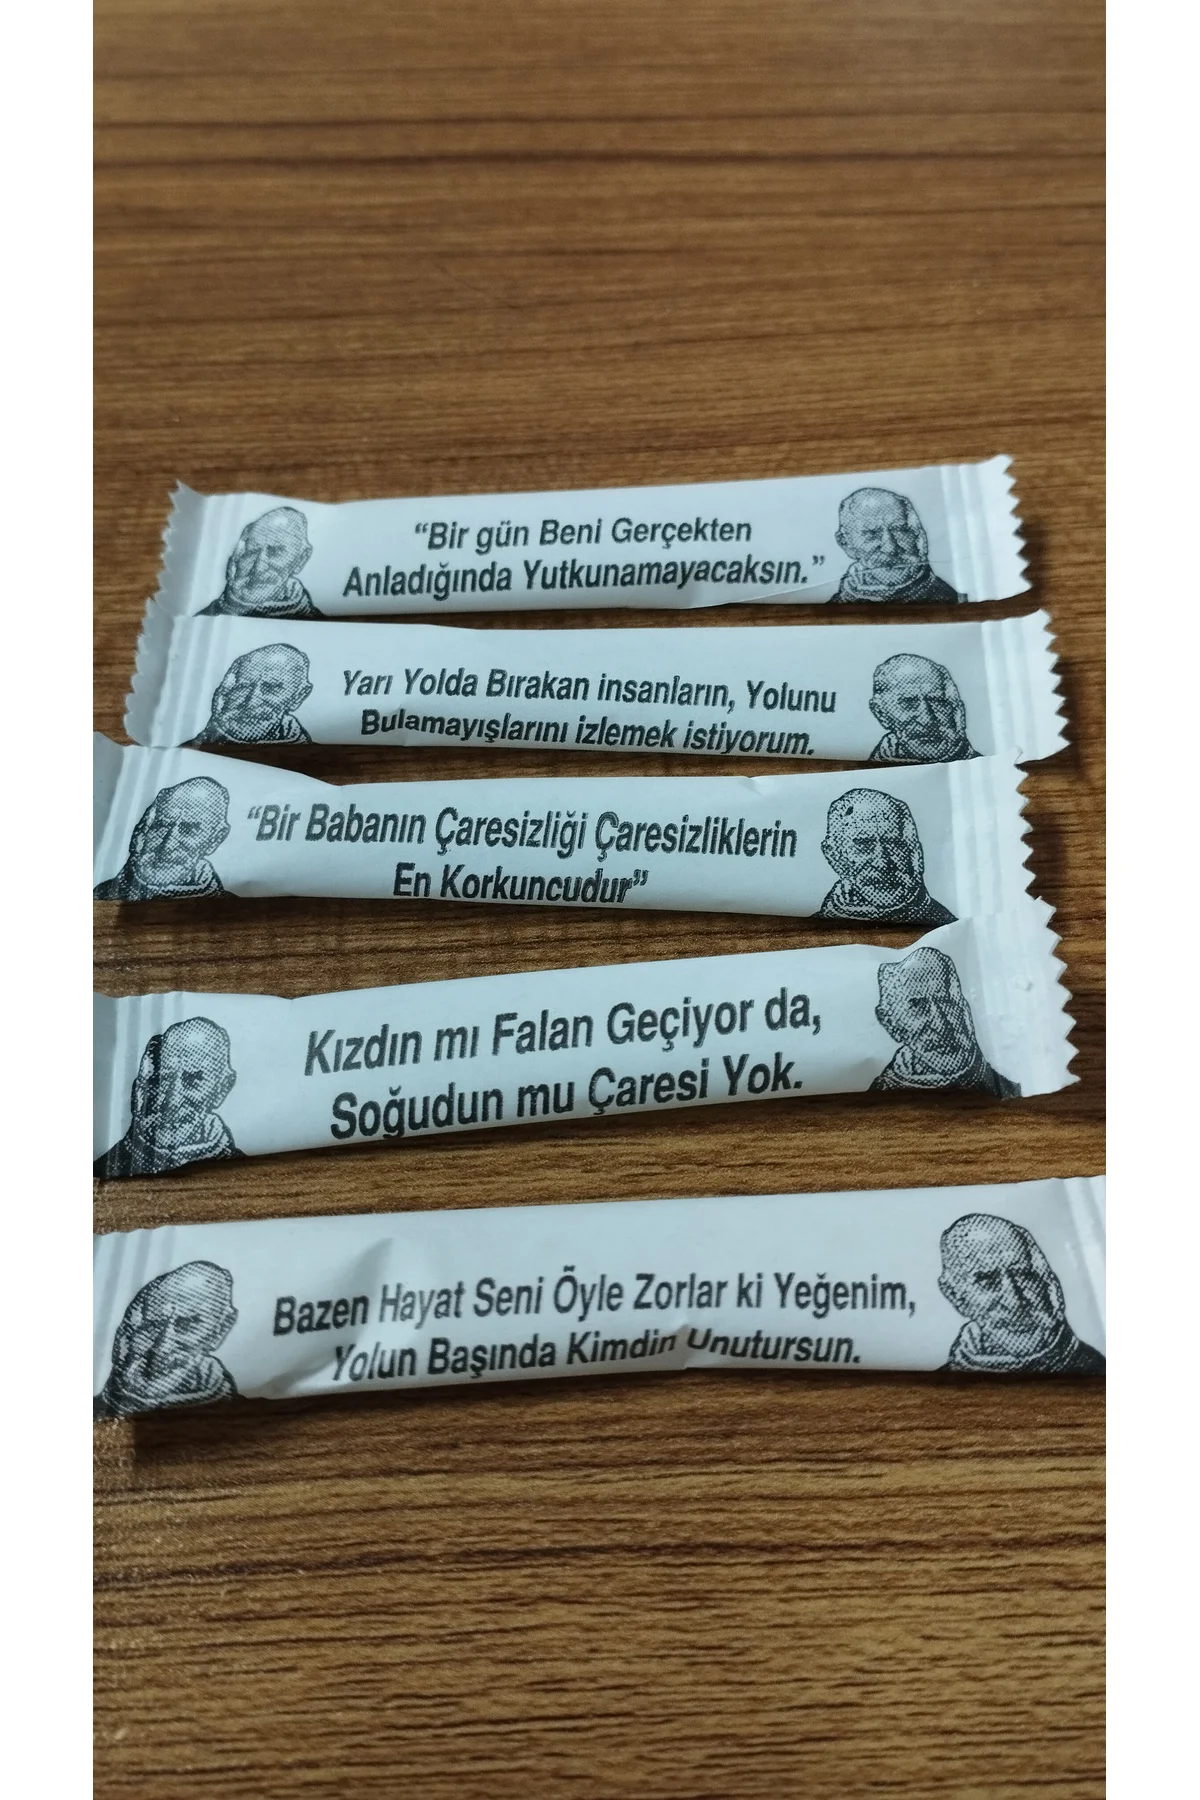 “Bir gün Beni Gerçekten
Anladığında Yutkunamayacaksın.”
Yarı Yolda Bırakan insanların, Yolunu
Bulamayışlarını izlemek istiyorum.
“Bir Babanın Çaresizliği Çaresizliklerin
En Korkuncudur”
Kızdın mı Falan Geçiyor da,
Soğudun mu Çaresi Yok.
Bazen Hayat Seni Öyle Zorlar ki Yeğenim,
Yolun Başında Kimdin Unutursun.